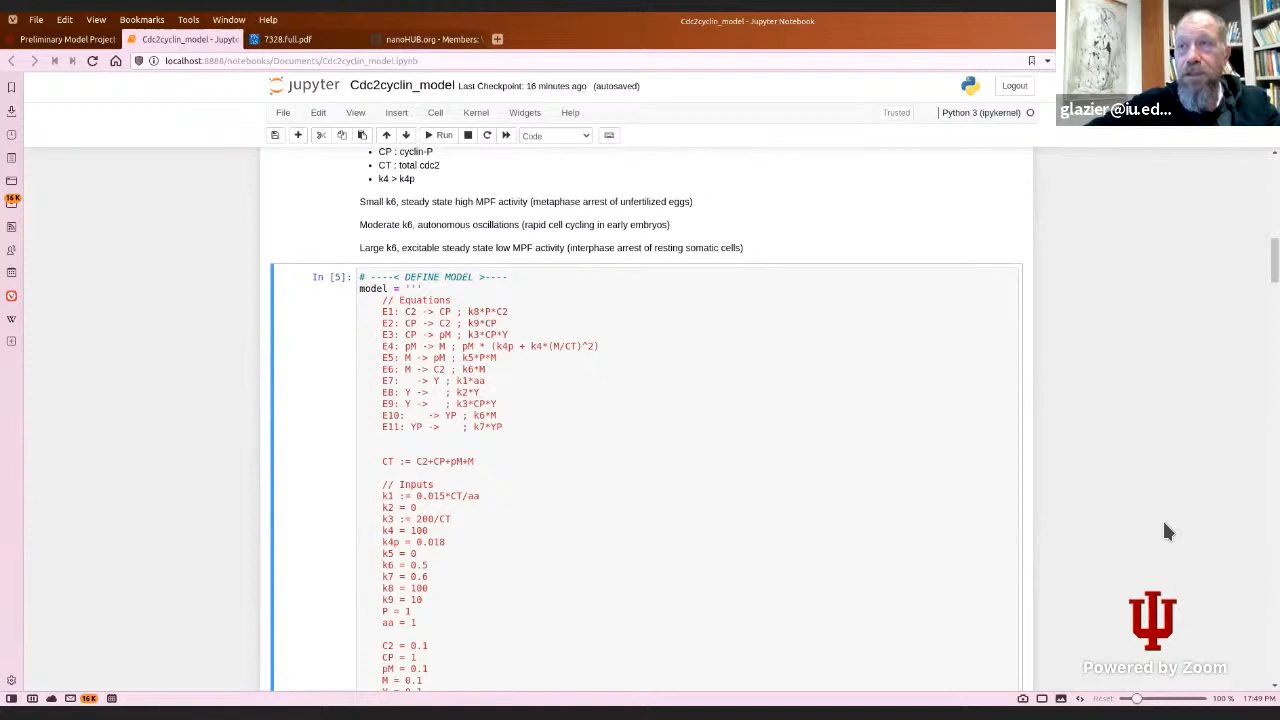 File Edit View Bookmarks Tools Window Help
Cdc2cyclin_model - Jupyter Notebook
Preliminary Model Project
Cdc2cyclin_model - Jupyte
7328.full.pdf
nanoHUB.org - Members: \
localhost:8888/notebooks/Documents/Cdc2cyclin_model.ipynb
jupyter Cdc2cyclin_model Last Checkpoint: 16 minutes ago (autosaved)
Logout
glazier@iu.ed...
File Edit View Insert Cell Kernel Widgets Help
Trusted
Python 3 (ipykernel)
Run
Code
• CP : cyclin-P
• CT : total cdc2
• k4 > k4p
16 K
Small k6, steady state high MPF activity (metaphase arrest of unfertilized eggs)
Moderate k6, autonomous oscillations (rapid cell cycling in early embryos)
Large k6, excitable steady state low MPF activity (interphase arrest of resting somatic cells)
In [5]:
# ----< DEFINE MODEL >----
model = '''
// Equations
E1: C2 -> CP ; k8*P*C2
E2: CP -> C2 ; k9*CP
E3: CP -> pM ; k3*CP*Y
E4: pM -> M ; pM * (k4p + k4*(M/CT)^2)
E5: M -> pM ; k5*P*M
E6: M -> C2 ; k6*M
E7: -> Y ; k1*aa
E8: Y -> ; k2*Y
E9: Y -> ; k3*CP*Y
E10: -> YP ; k6*M
E11: YP -> ; k7*YP
CT := C2+CP+pM+M
// Inputs
k1 := 0.015*CT/aa
k2 = 0
k3 := 200/CT
k4 = 100
k4p = 0.018
k5 = 0
k6 = 0.5
k7 = 0.6
k8 = 100
k9 = 10
P = 1
aa = 1
C2 = 0.1
CP = 1
pM = 0.1
M = 0.1
Powered by Zoom
16 K
Reset:
100 %
17:49 PM